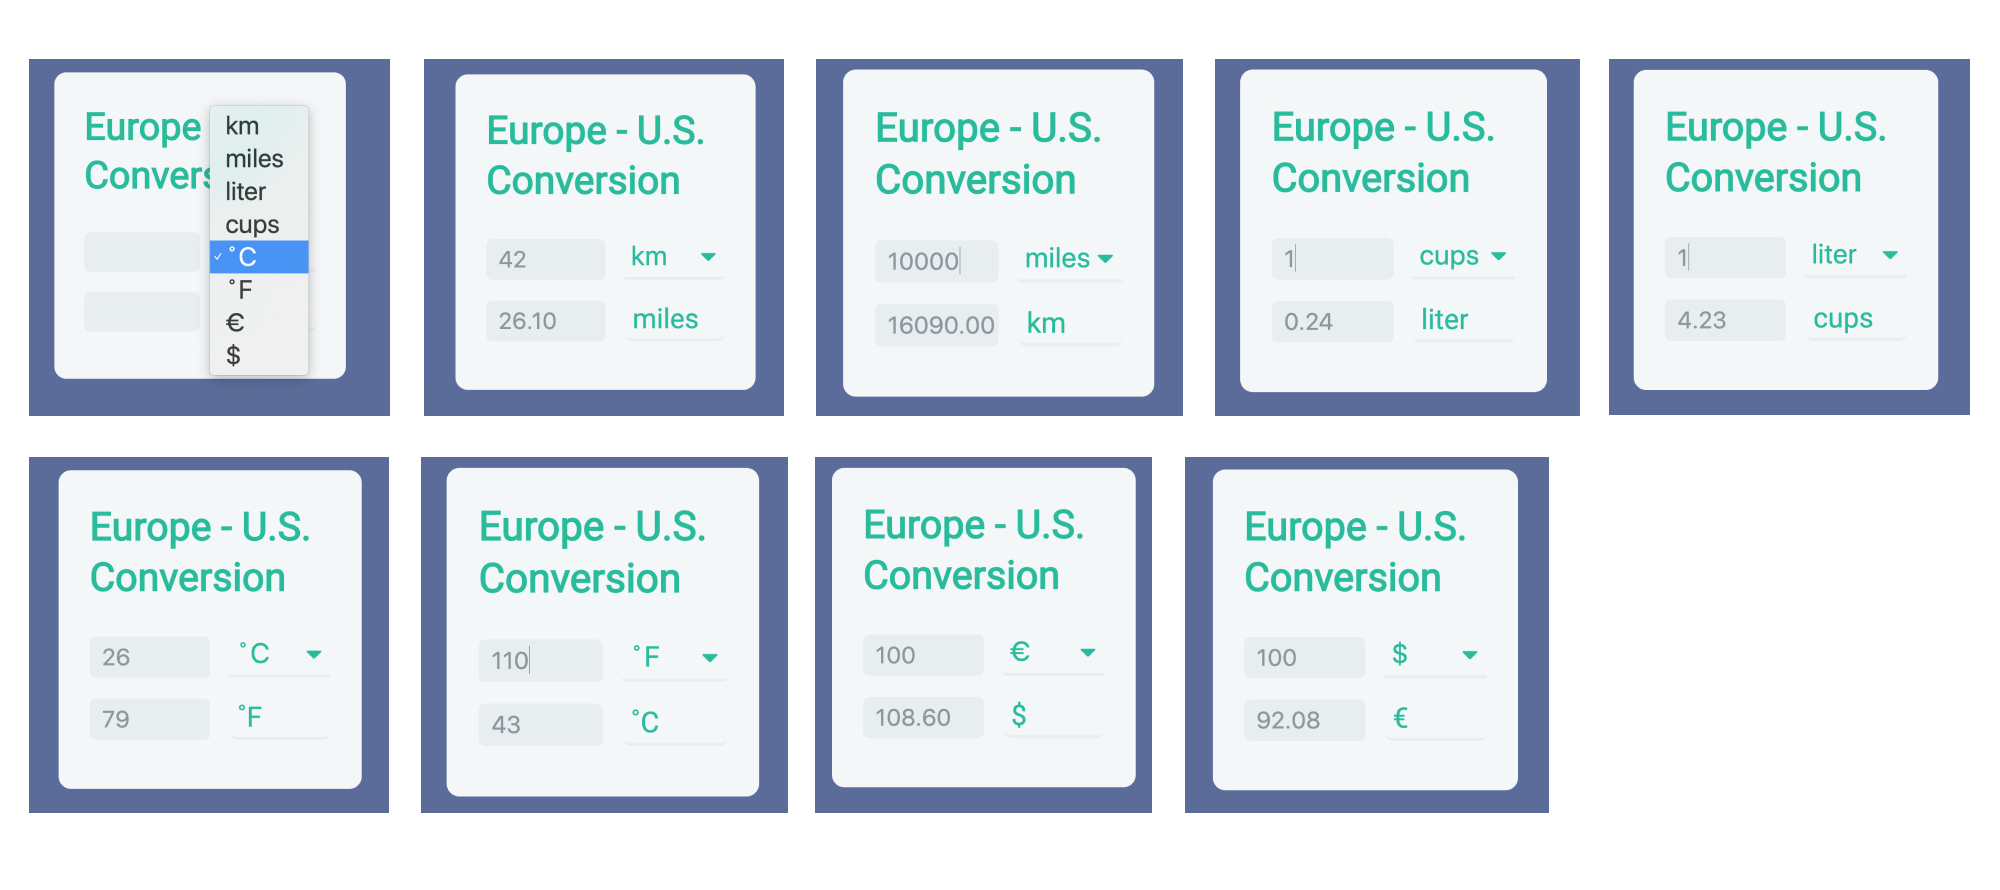 Europe
Convers
km
miles
liter
cups
✓ °C
°F
€
$
Europe - U.S.
Conversion
42 km
26.10 miles
Europe - U.S.
Conversion
10000 miles
16090.00 km
Europe - U.S.
Conversion
1 cups
0.24 liter
Europe - U.S.
Conversion
1 liter
4.23 cups
Europe - U.S.
Conversion
26 °C
79 °F
Europe - U.S.
Conversion
110 °F
43 °C
Europe - U.S.
Conversion
100 €
108.60 $
Europe - U.S.
Conversion
100 $
92.08 €